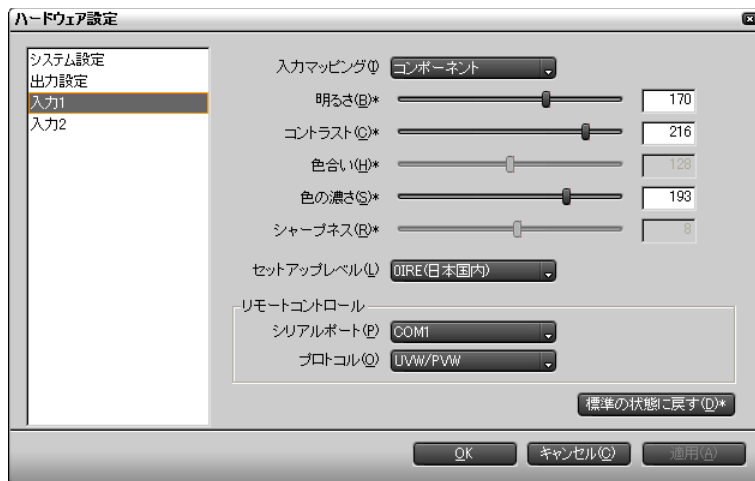 ハードウェア設定
システム設定
出力設定
入力1
入力2
入力マッピング(I) コンポーネント
明るさ(B)* 170
コントラスト(C)* 216
色合い(H)* 128
色の濃さ(S)* 193
シャープネス(R)* 8
セットアップレベル(L) 0IRE(日本国内)
リモートコントロール
シリアルポート(P) COM1
プロトコル(O) UVW/PVW
標準の状態に戻す(D)*
OK キャンセル(C) 適用(A)